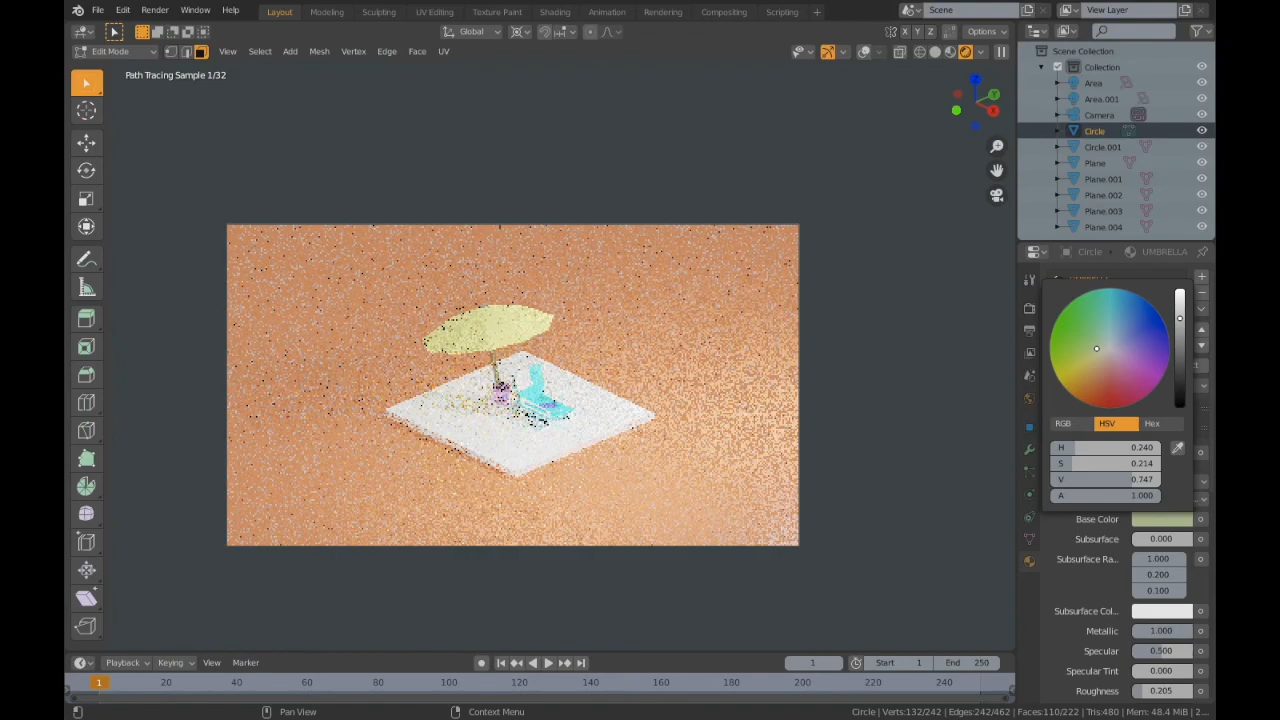 File Edit Render Window Help Layout Modeling Sculpting UV Editing Texture Paint Shading Animation Rendering Compositing Scripting + Scene View Layer
Global X Y Z Options
Edit Mode View Select Add Mesh Vertex Edge Face UV
Path Tracing Sample 1/32
Scene Collection
Collection
Area
Area.001
Camera
Circle
Circle.001
Plane
Plane.001
Plane.002
Plane.003
Plane.004
Circle UMBRELLA
UMBRELLA
RGB HSV Hex
H 0.240
S 0.214
V 0.747
A 1.000
Base Color
Subsurface 0.000
Subsurface Ra... 1.000
0.200
0.100
Subsurface Col...
Metallic 1.000
Specular 0.500
Specular Tint 0.000
Roughness 0.205
Y
X
Playback Keying View Marker 1 Start 1 End 250
1 20 40 60 80 100 120 140 160 180 200 220 240
Pan View Context Menu Circle | Verts:132/242 | Edges:242/462 | Faces:110/222 | Tris:480 | Mem: 48.4 MiB | 2...